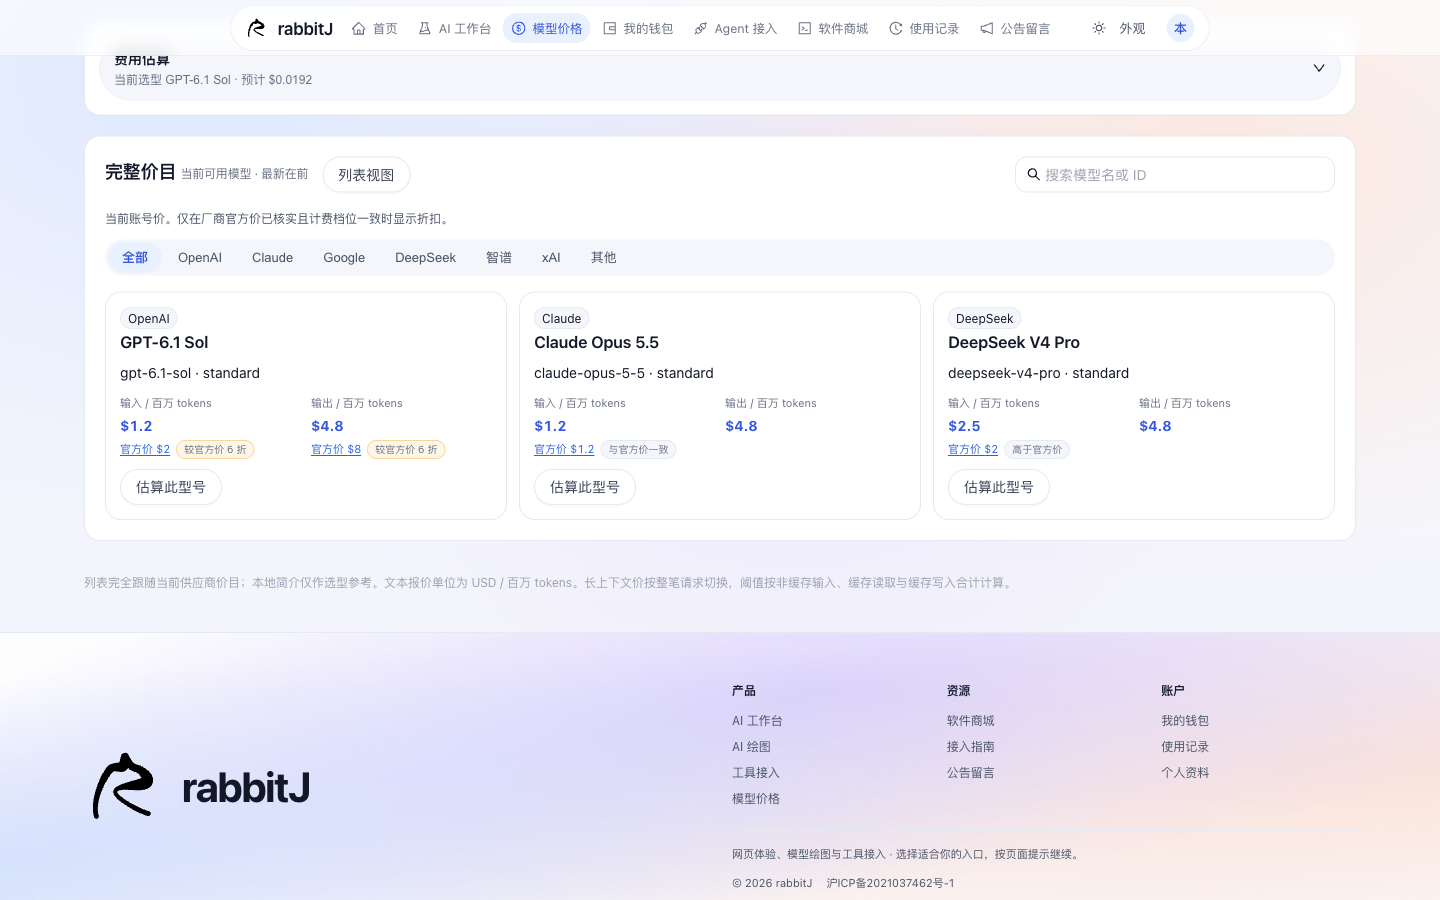 rabbitJ 首页 AI 工作台 模型价格 我的钱包 Agent 接入 软件商城 使用记录 公告留言 外观 本
费用估算
当前选型 GPT-6.1 Sol · 预计 $0.0192
完整价目 当前可用模型 · 最新在前 列表视图 搜索模型名或 ID
当前账号价。仅在厂商官方价已核实且计费档位一致时显示折扣。
全部 OpenAI Claude Google DeepSeek 智谱 xAI 其他
OpenAI
GPT-6.1 Sol
gpt-6.1-sol · standard
输入 / 百万 tokens 输出 / 百万 tokens
$1.2 $4.8
官方价 $2 较官方价 6 折 官方价 $8 较官方价 6 折
估算此型号
Claude
Claude Opus 5.5
claude-opus-5-5 · standard
输入 / 百万 tokens 输出 / 百万 tokens
$1.2 $4.8
官方价 $1.2 与官方价一致
估算此型号
DeepSeek
DeepSeek V4 Pro
deepseek-v4-pro · standard
输入 / 百万 tokens 输出 / 百万 tokens
$2.5 $4.8
官方价 $2 高于官方价
估算此型号
列表完全跟随当前供应商价目；本地简介仅作选型参考。文本报价单位为 USD / 百万 tokens。长上下文价按整笔请求切换，阈值按非缓存输入、缓存读取与缓存写入合计计算。
rabbitJ
产品
AI 工作台
AI 绘图
工具接入
模型价格
资源
软件商城
接入指南
公告留言
账户
我的钱包
使用记录
个人资料
网页体验、模型绘图与工具接入 · 选择适合你的入口，按页面提示继续。
© 2026 rabbitJ 沪ICP备2021037462号-1